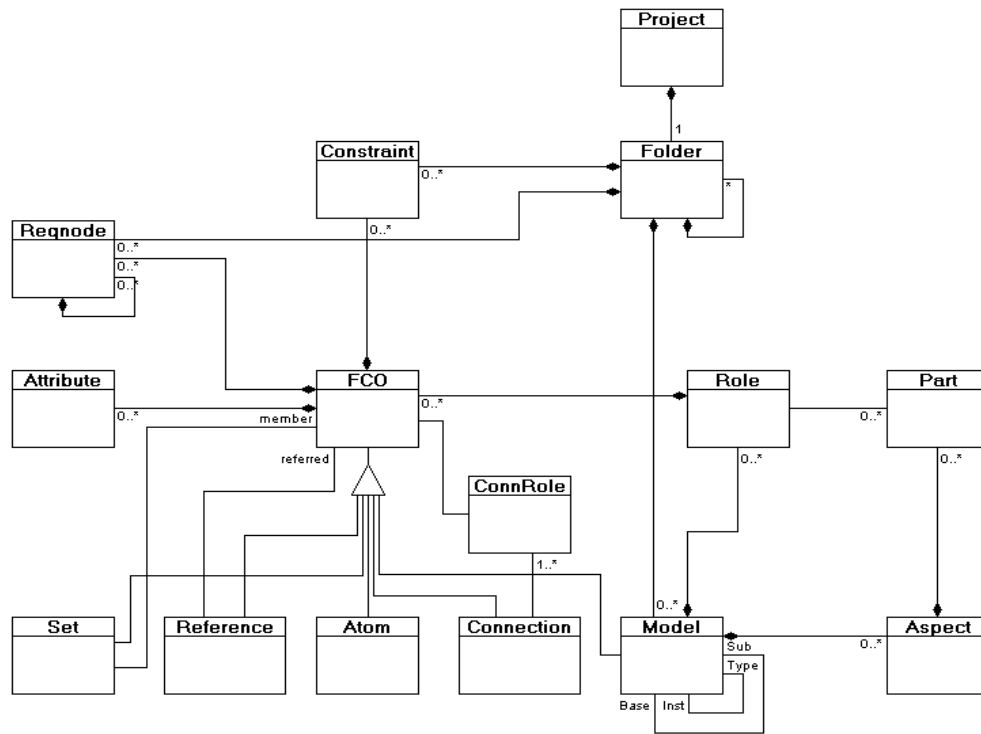 Project
1
Constraint
Folder
0..*
*
Reqnode
0..*
0..*
0..*
0..*
Attribute
FCO
Role
Part
0..*
0..*
0..*
member
referred
0..*
0..*
ConnRole
1..*
0..*
Set
Reference
Atom
Connection
Model
Aspect
Sub
0..*
Type
Base
Inst